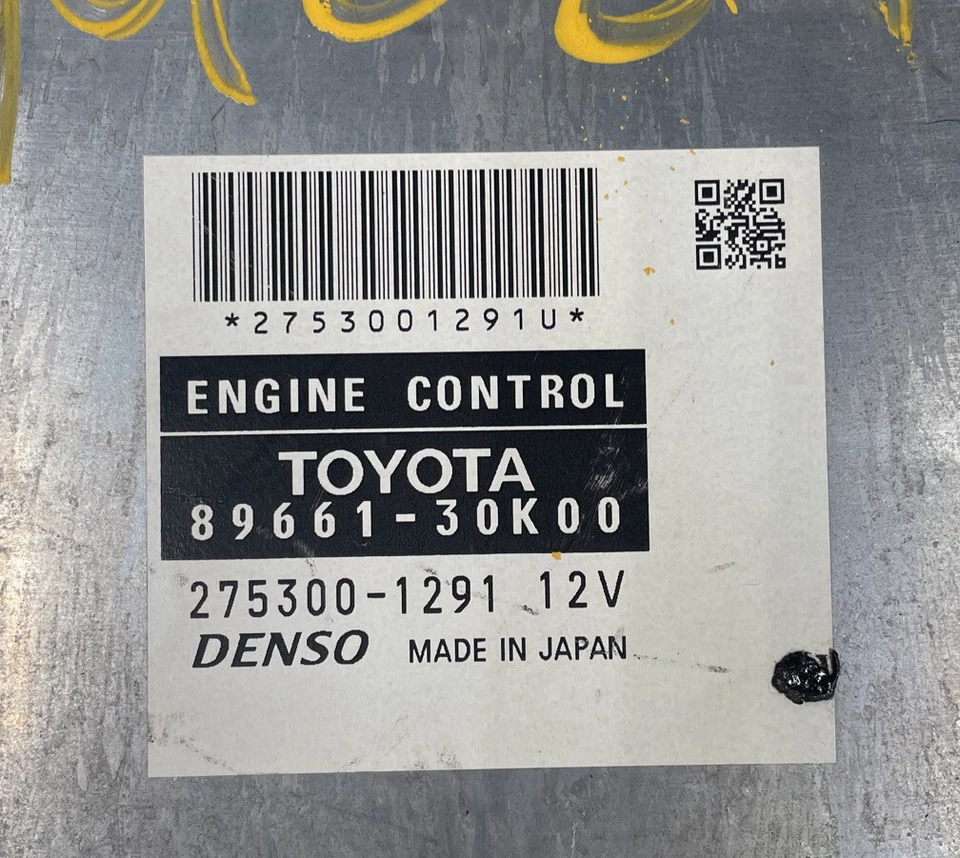 *2753001291U*
ENGINE CONTROL
TOYOTA
89661-30K00
275300-1291 12V
DENSO MADE IN JAPAN